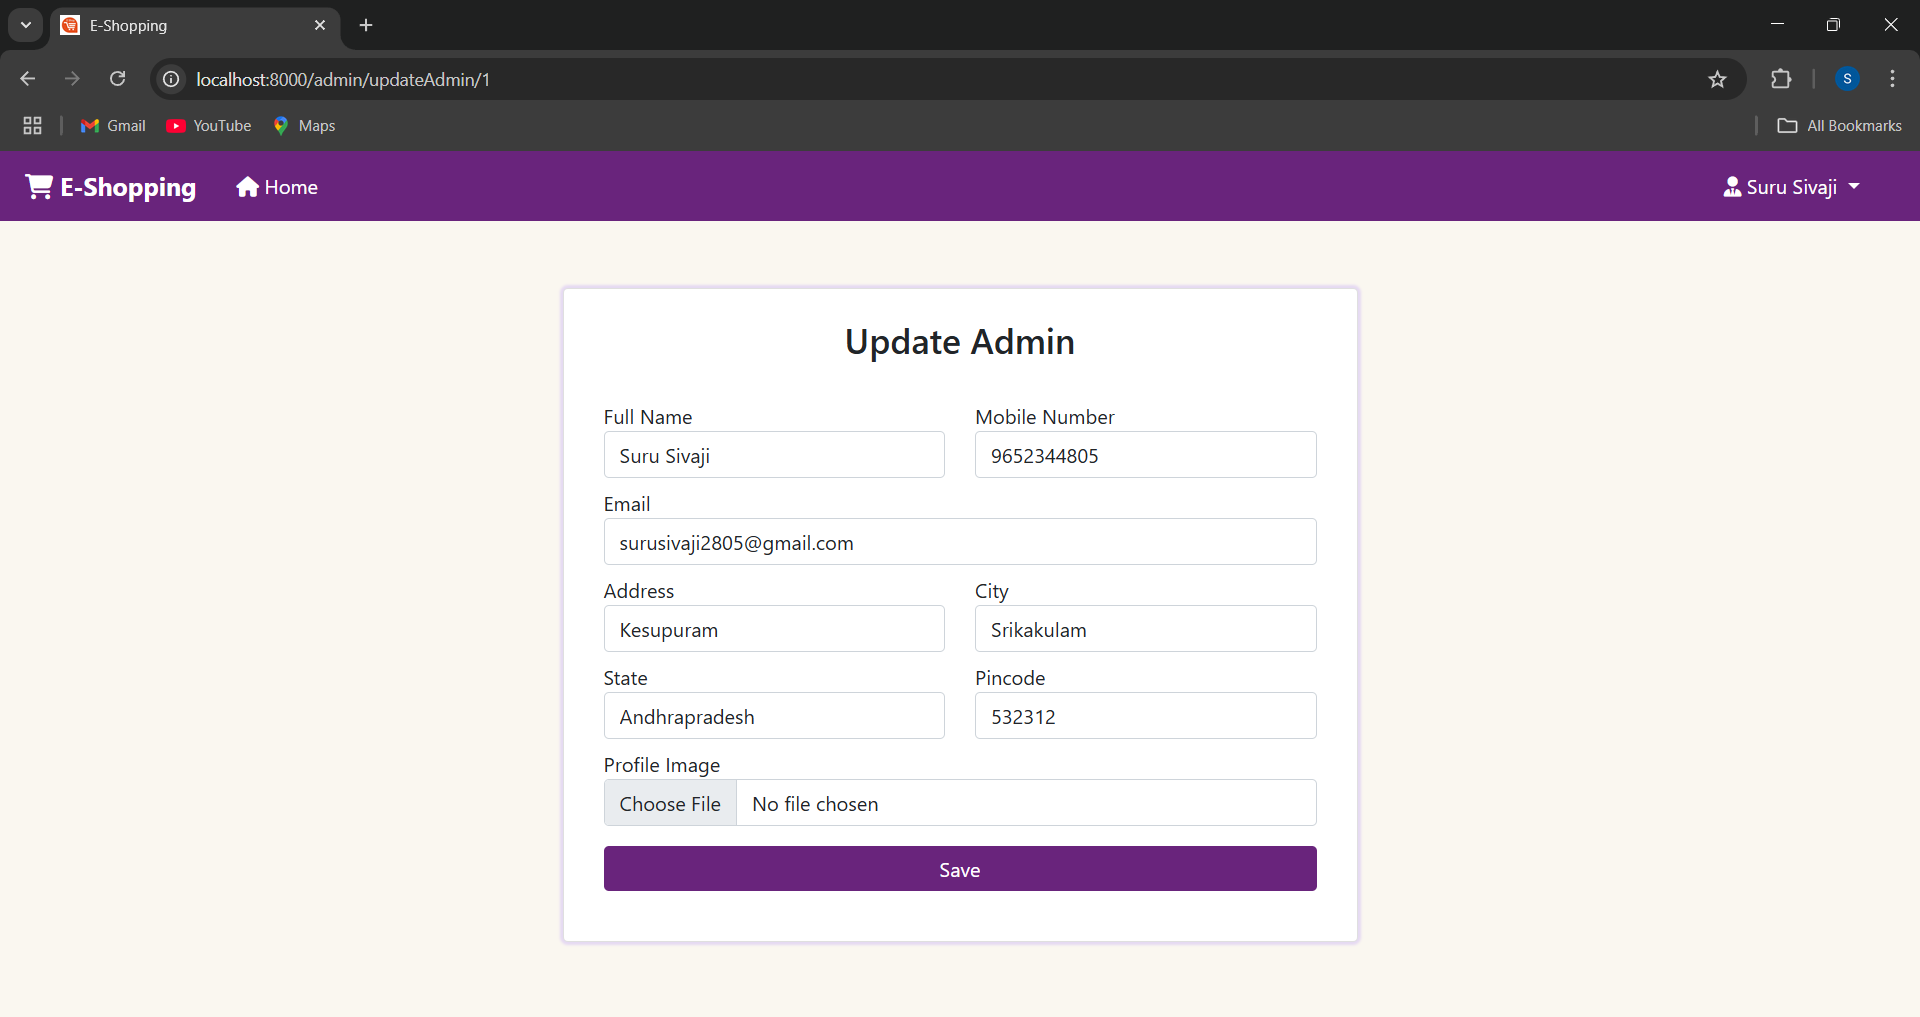 E-Shopping
localhost:8000/admin/updateAdmin/1
S
Gmail YouTube Maps All Bookmarks
E-Shopping Home Suru Sivaji
Update Admin
Full Name Mobile Number
Suru Sivaji 9652344805
Email
surusivaji2805@gmail.com
Address City
Kesupuram Srikakulam
State Pincode
Andhrapradesh 532312
Profile Image
Choose File No file chosen
Save